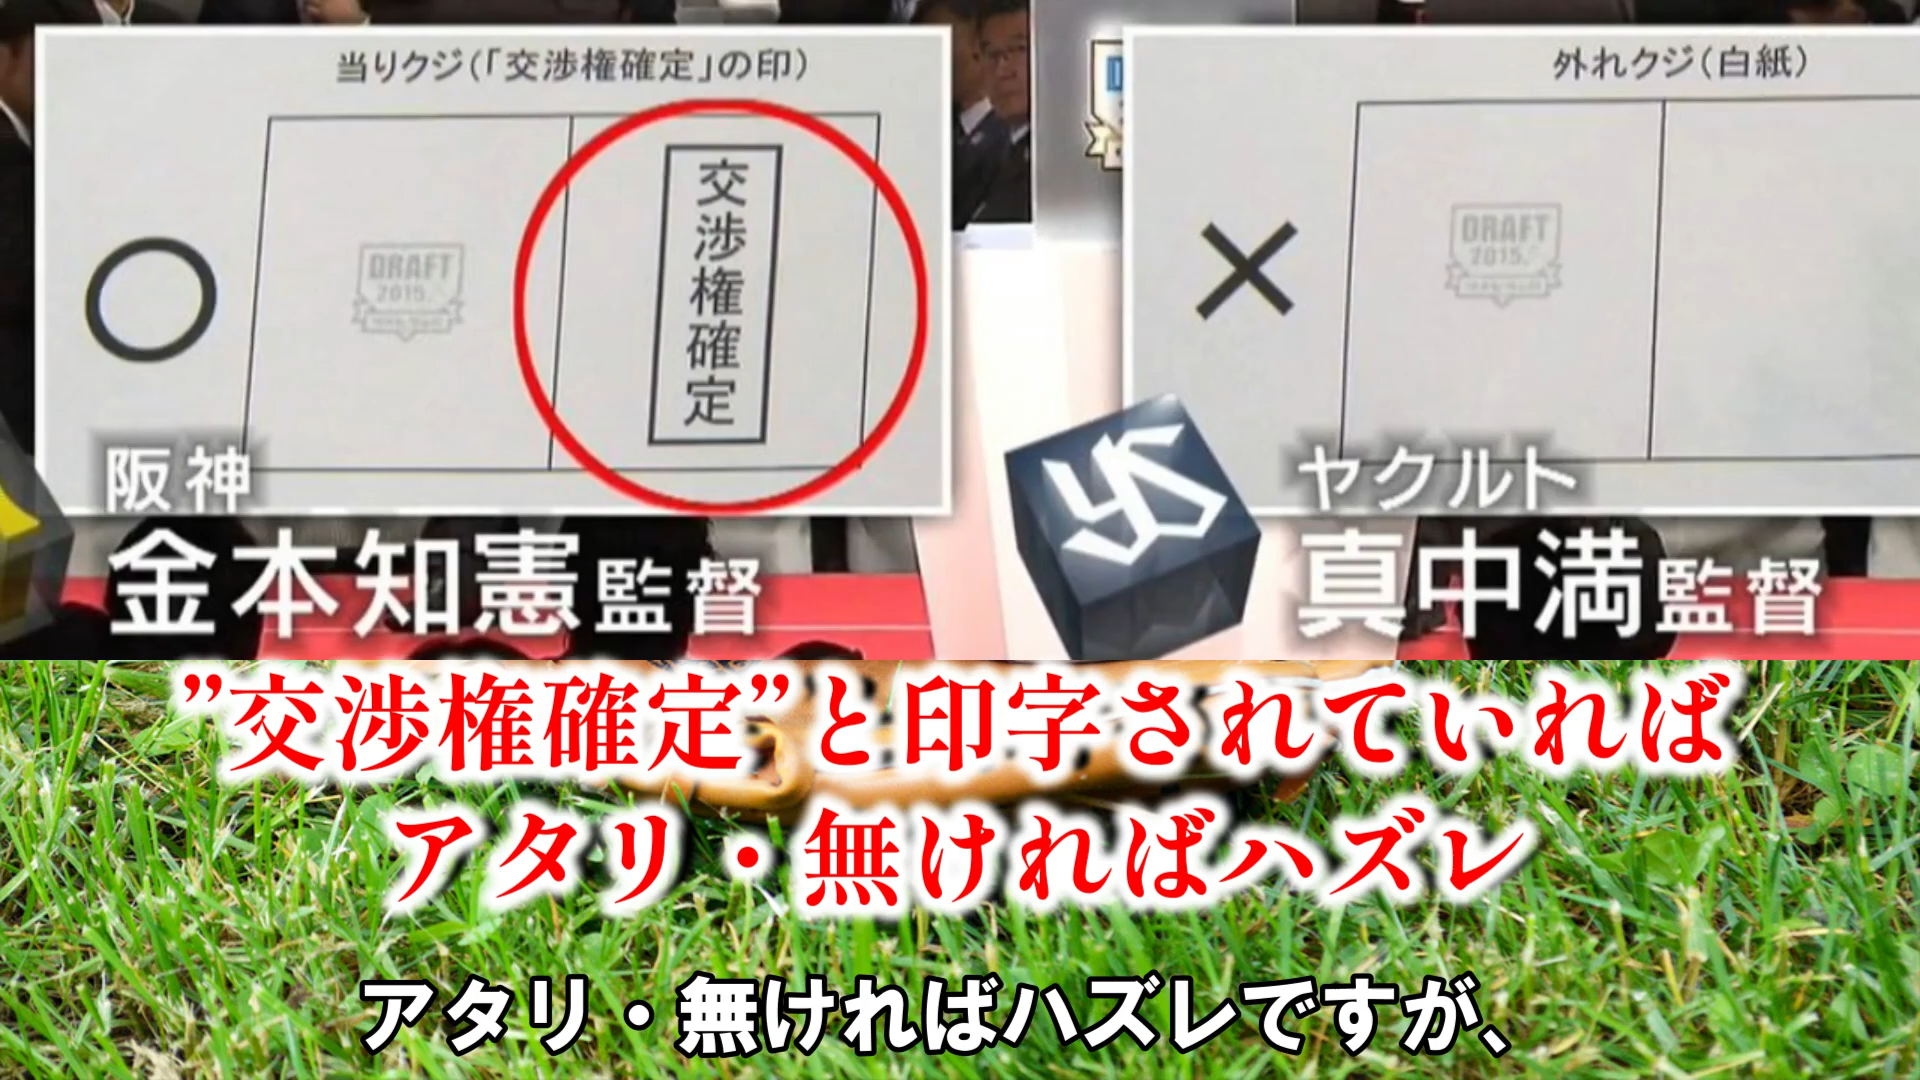 当りクジ(「交渉権確定」の印)
外れクジ(白紙)
交渉権確定
○
DRAFT
2015
×
DRAFT
2015
阪神
金本知憲監督
ヤクルト
真中満監督
”交渉権確定”と印字されていれば
アタリ・無ければハズレ
アタリ・無ければハズレですが、